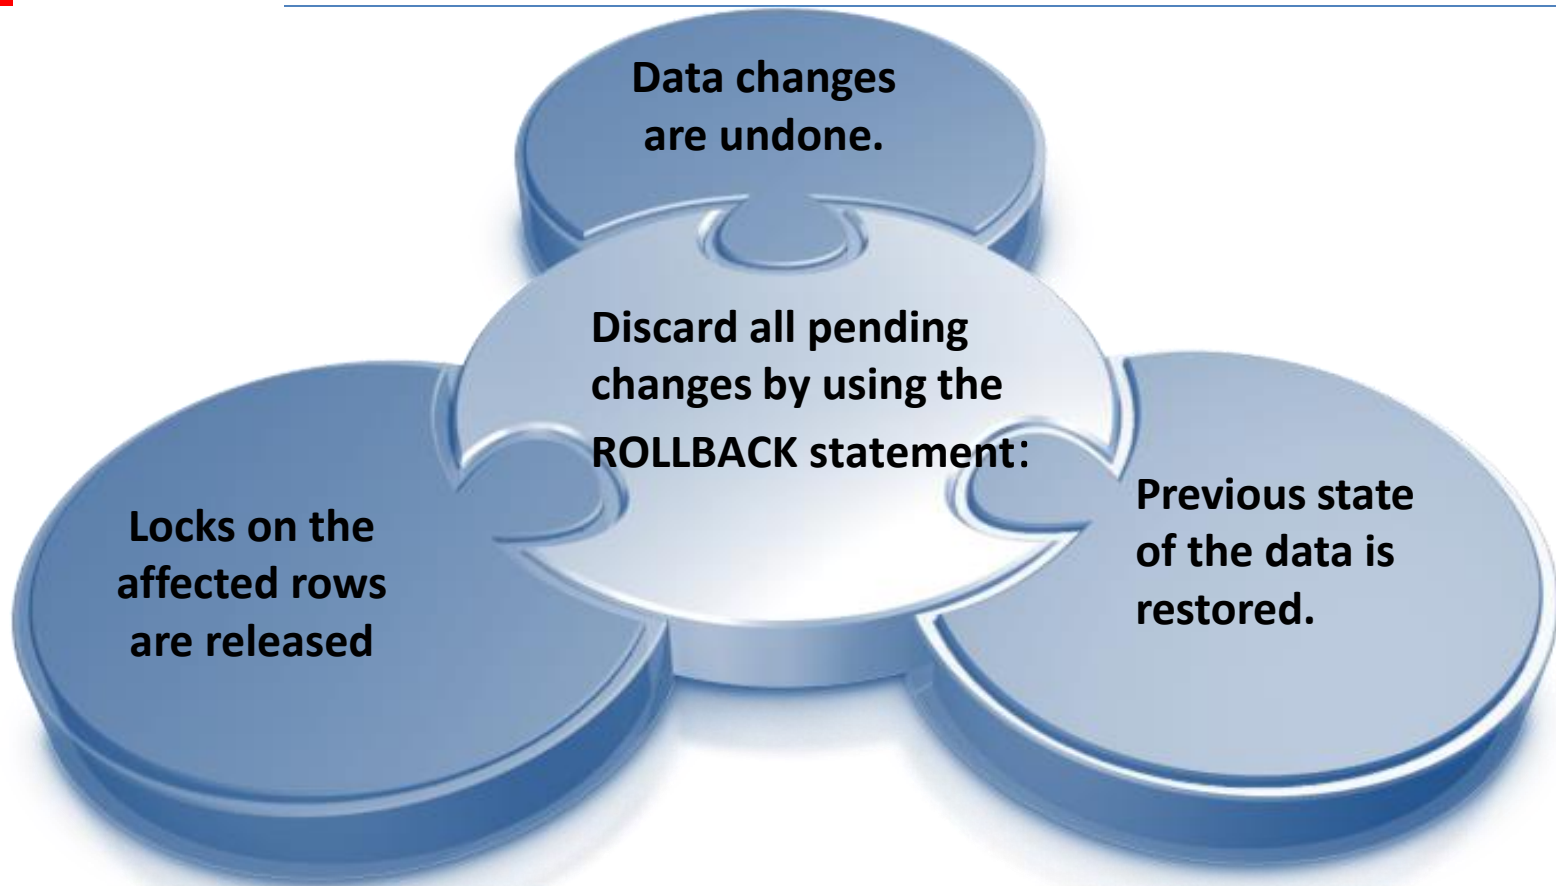 Data changes
are undone.
Discard all pending
changes by using the
ROLLBACK statement:
Locks on the
affected rows
are released
Previous state
of the data is
restored.